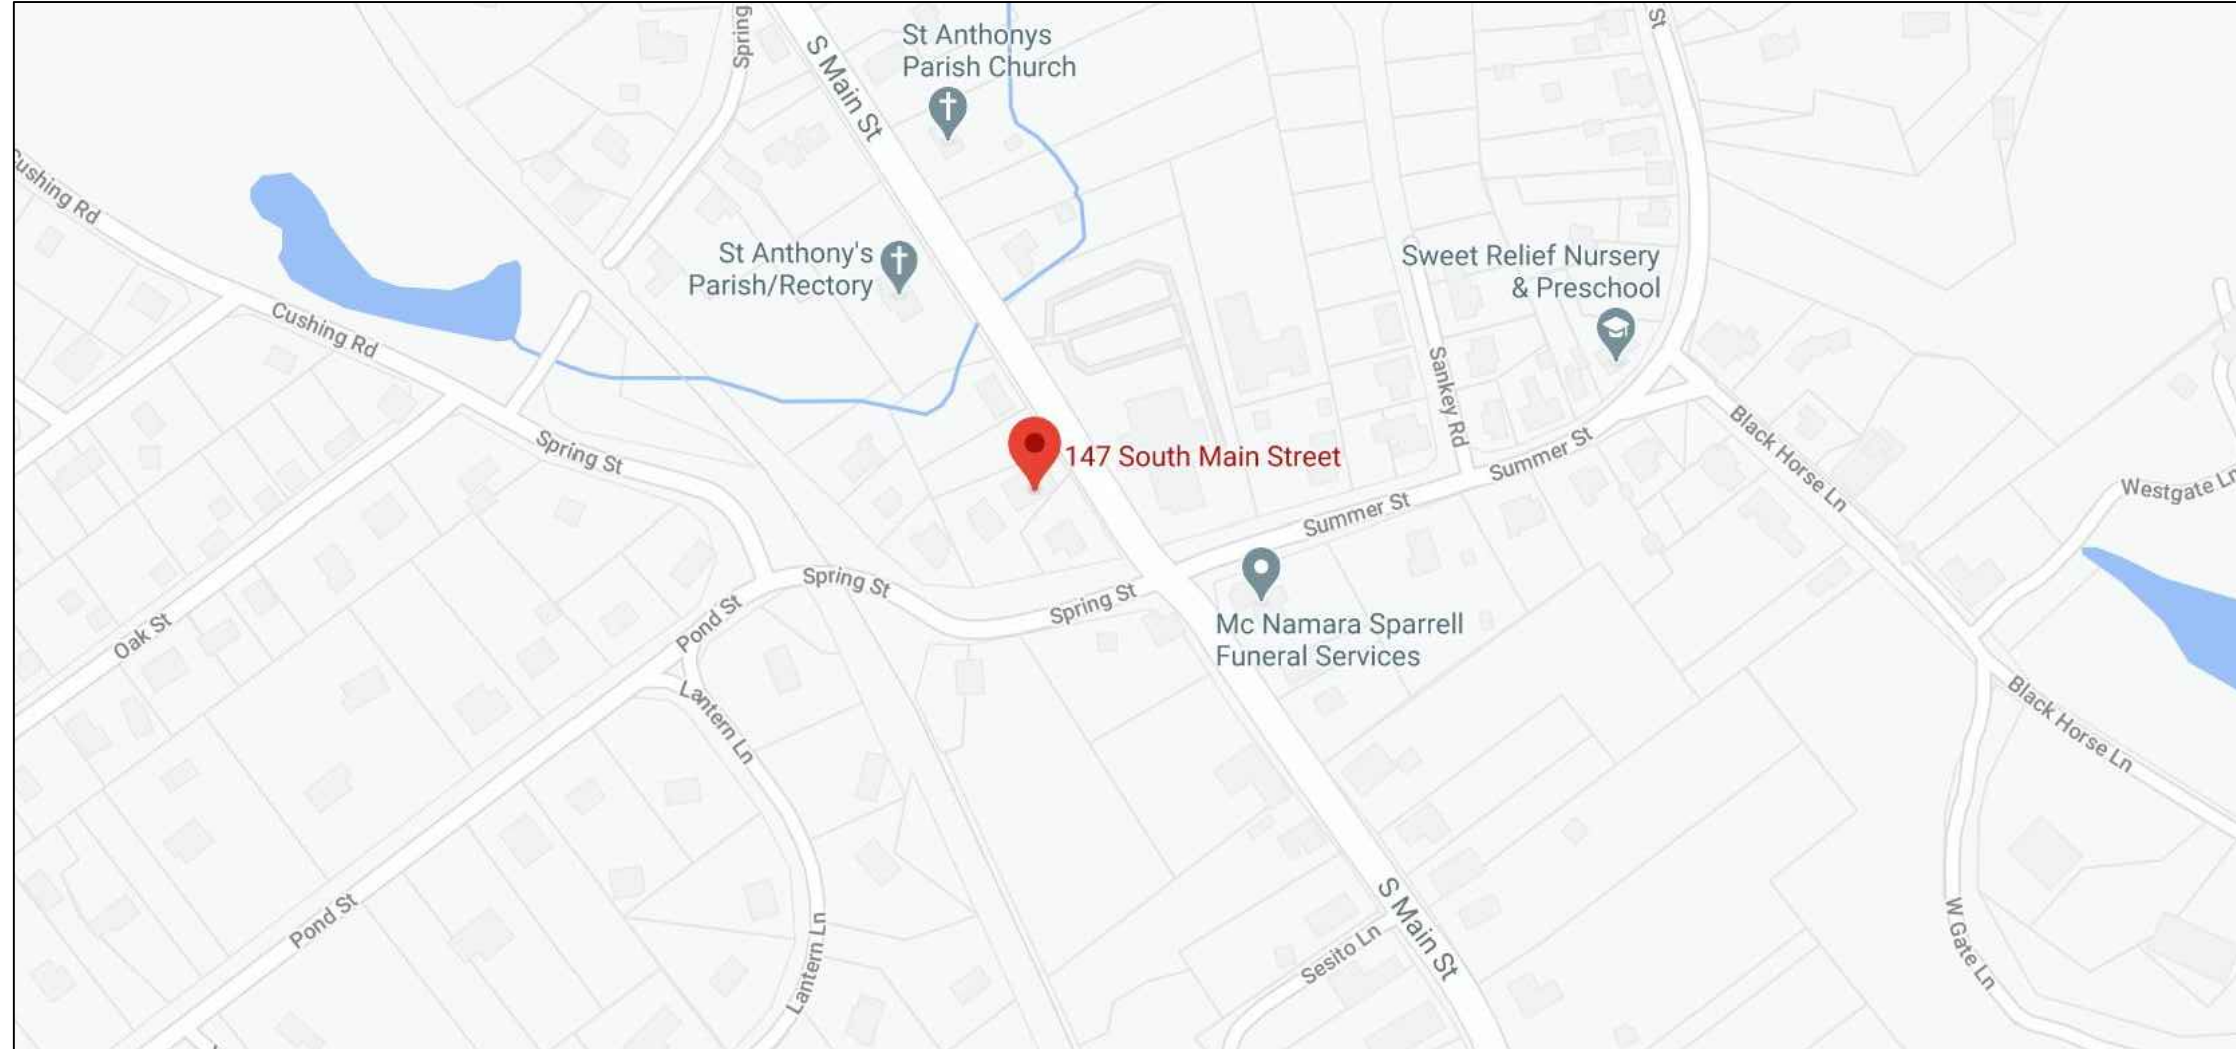 Spring
St
S Main St
St Anthonys
Parish Church
Cushing Rd
St Anthony's
Parish/Rectory
Sweet Relief Nursery
& Preschool
Cushing Rd
Sankey Rd
147 South Main Street
Spring St
Summer St
Black Horse Ln
Westgate Ln
Summer St
Spring St
Spring St
Pond St
Oak St
Mc Namara Sparrell
Funeral Services
Lantern Ln
Black Horse Ln
Pond St
S Main St
Sesito Ln
Lantern Ln
W Gate Ln